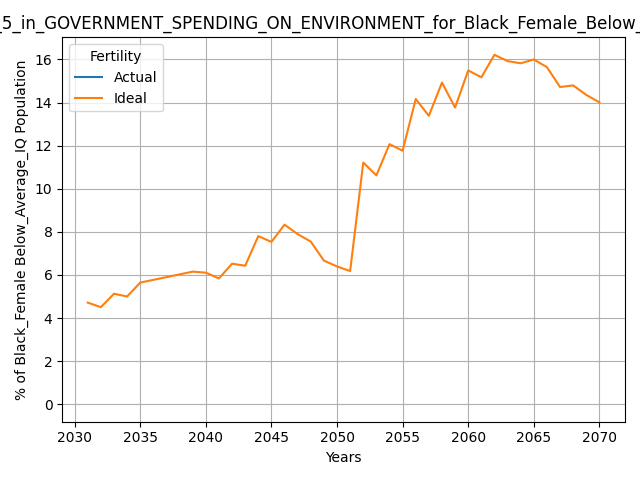 _5_in_GOVERNMENT_SPENDING_ON_ENVIRONMENT_for_Black_Female_Below_
Fertility
Actual
Ideal
% of Black_Female Below_Average_IQ Population
16
14
12
10
8
6
4
2
0
2030 2035 2040 2045 2050 2055 2060 2065 2070
Years